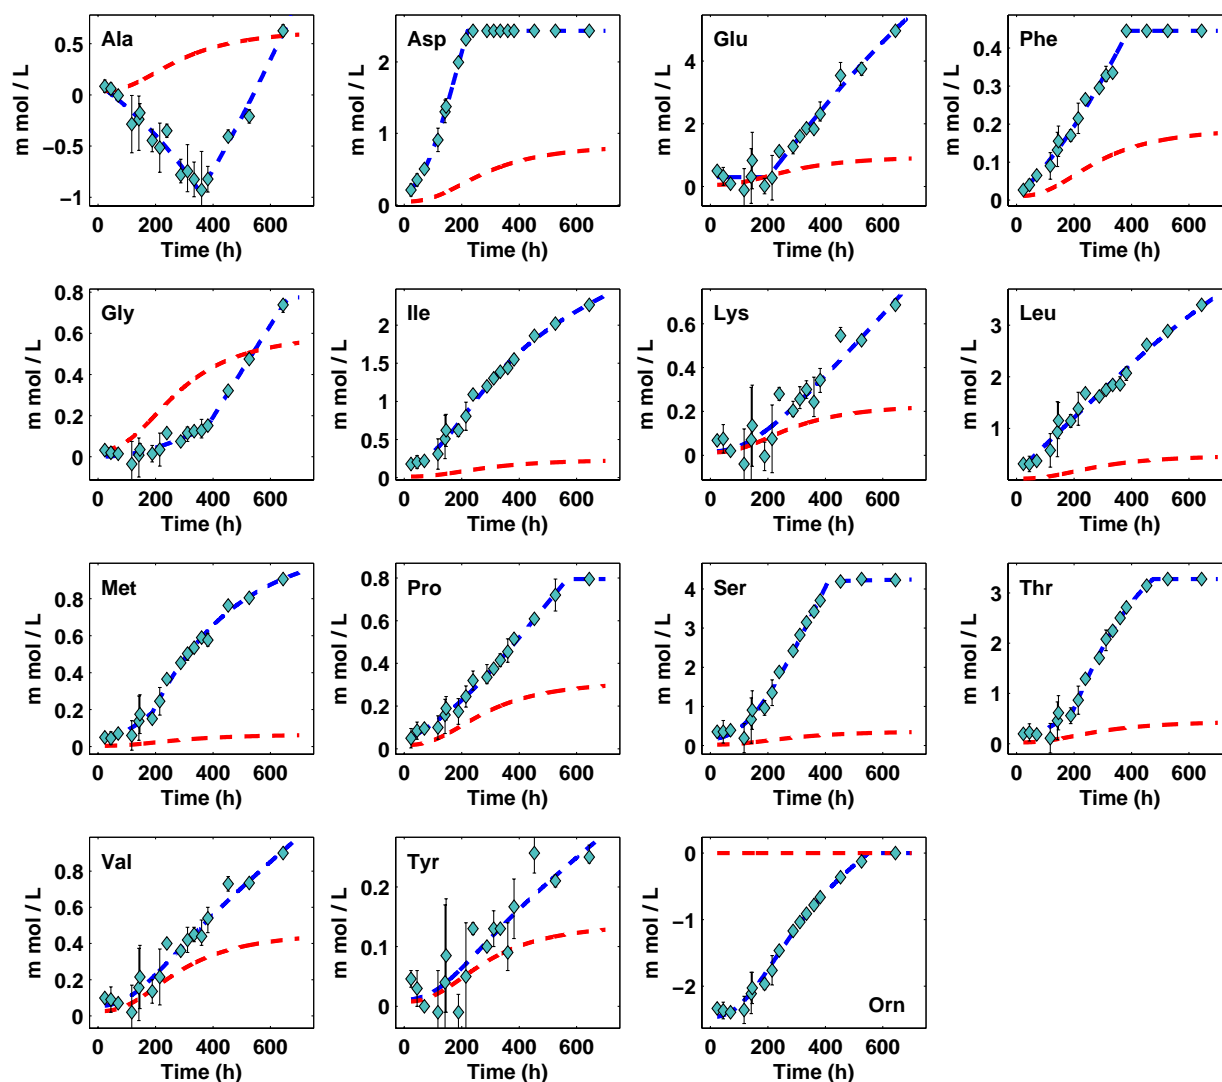 Ala
0.5
0
−0.5
−1
m mol / L
0 200 400 600
Time (h)
Asp
2
1
0
m mol / L
0 200 400 600
Time (h)
Glu
4
2
0
m mol / L
0 200 400 600
Time (h)
Phe
0.4
0.3
0.2
0.1
0
m mol / L
0 200 400 600
Time (h)
Gly
0.8
0.6
0.4
0.2
0
m mol / L
0 200 400 600
Time (h)
Ile
2
1.5
1
0.5
0
m mol / L
0 200 400 600
Time (h)
Lys
0.6
0.4
0.2
0
m mol / L
0 200 400 600
Time (h)
Leu
3
2
1
0
m mol / L
0 200 400 600
Time (h)
Met
0.8
0.6
0.4
0.2
0
m mol / L
0 200 400 600
Time (h)
Pro
0.8
0.6
0.4
0.2
0
m mol / L
0 200 400 600
Time (h)
Ser
4
3
2
1
0
m mol / L
0 200 400 600
Time (h)
Thr
3
2
1
0
m mol / L
0 200 400 600
Time (h)
Val
0.8
0.6
0.4
0.2
0
m mol / L
0 200 400 600
Time (h)
Tyr
0.2
0.1
0
m mol / L
0 200 400 600
Time (h)
0
−1
−2
m mol / L
Orn
0 200 400 600
Time (h)